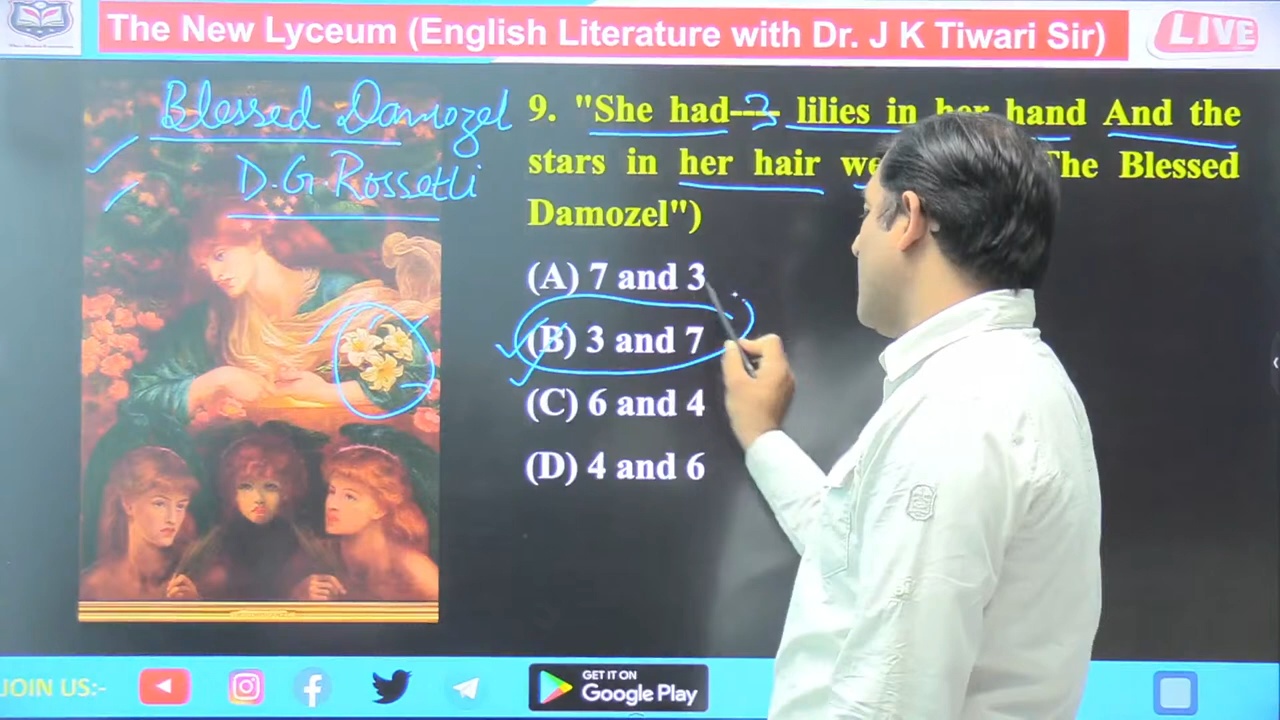 The New Lyceum (English Literature with Dr. J K Tiwari Sir)
LIVE
Blessed Damozel
D.G. Rossetti
9. "She had---- 3 lilies in her hand And the
stars in her hair The Blessed
Damozel")
(A) 7 and 3
(B) 3 and 7
(C) 6 and 4
(D) 4 and 6
JOIN US:-
GET IT ON
Google Play